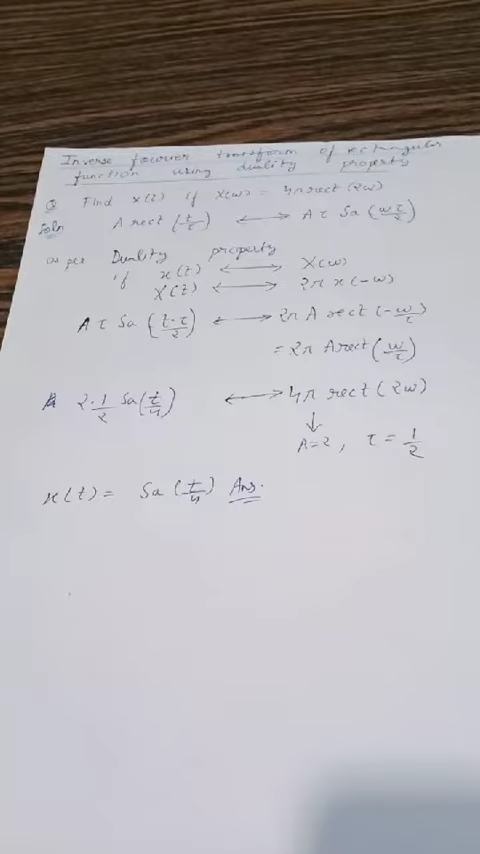 Inverse fourier transform of rectangular
function using duality property
Q Find x(t) if X(ω) = 4π rect (2ω)
Soln A rect (t/τ) ⟷ A τ Sa (ωτ/2)
as per Duality property
if x(t) ⟷ X(ω)
X(t) ⟷ 2π x(-ω)
A τ Sa (t·τ/2) ⟷ 2π A rect (-ω/τ)
= 2π A rect (ω/τ)
2·1/2 Sa (t/4) ⟷ 4π rect (2ω)
↓
A=2, τ = 1/2
x(t) = Sa (t/4) Ans.